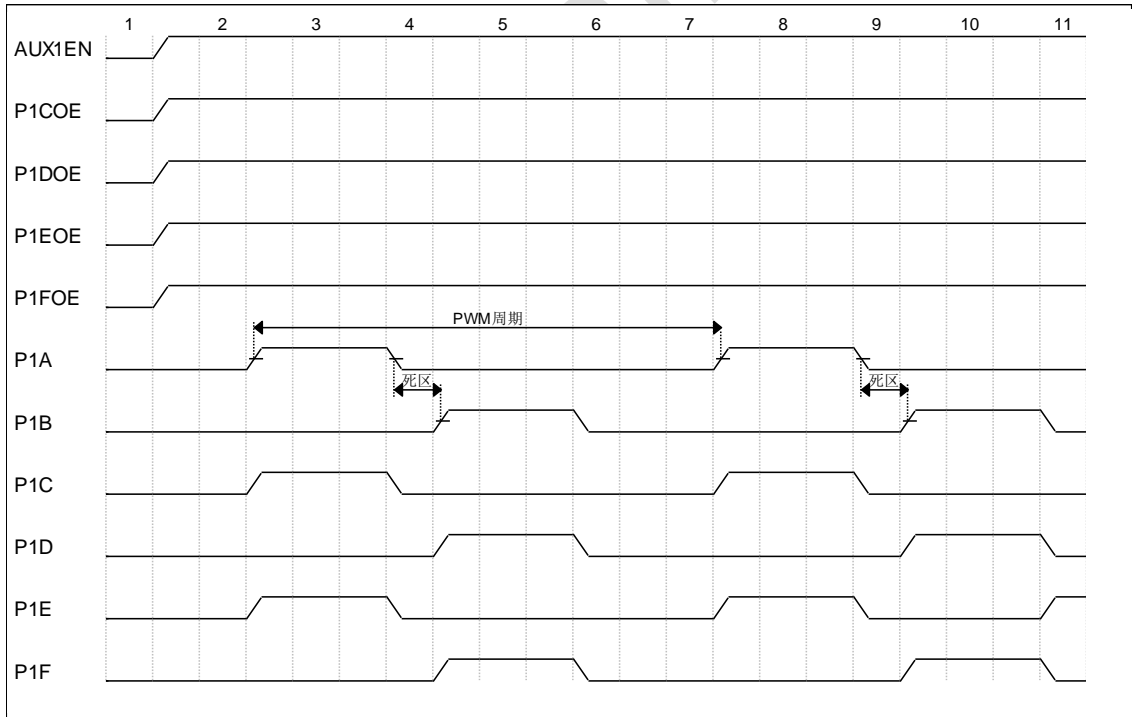 1 2 3 4 5 6 7 8 9 10 11
AUX1EN
P1COE
P1DOE
P1EOE
P1FOE
PWM周期
P1A
死区 死区
P1B
P1C
P1D
P1E
P1F